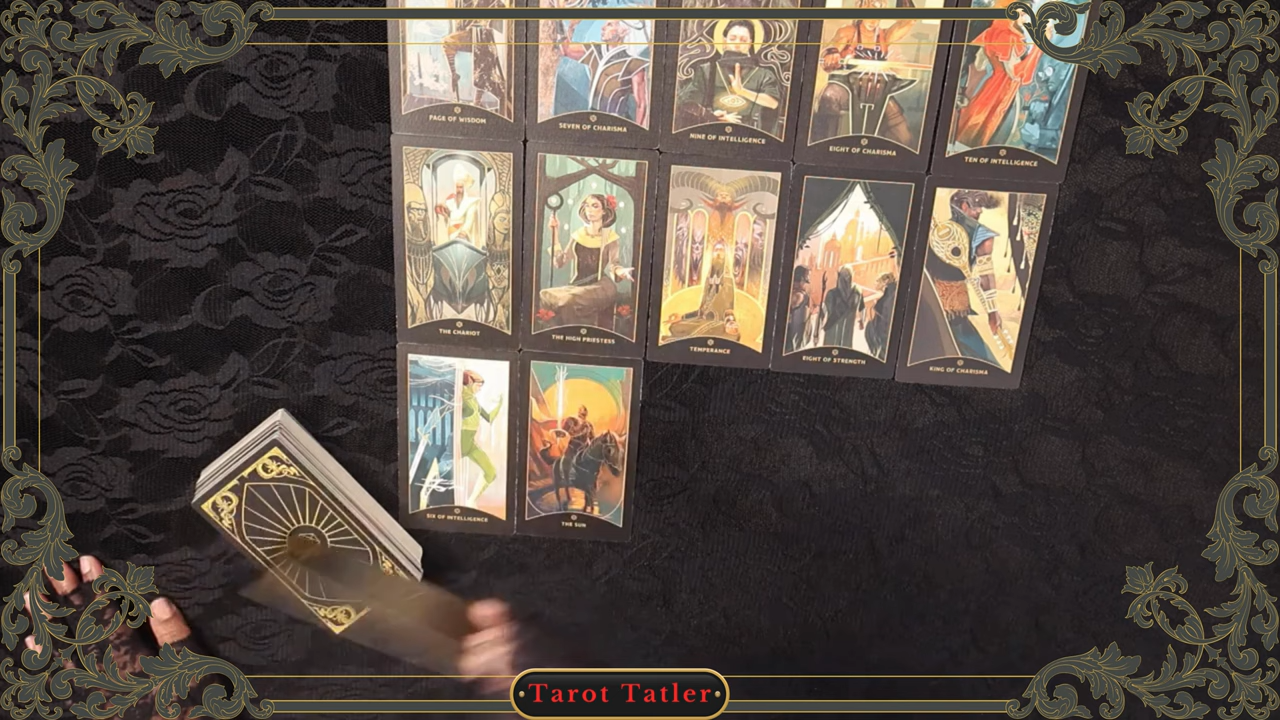 PAGE OF WISDOM
SEVEN OF CHARISMA
NINE OF INTELLIGENCE
EIGHT OF CHARISMA
TEN OF INTELLIGENCE
THE CHARIOT
THE HIGH PRIESTESS
TEMPERANCE
EIGHT OF STRENGTH
KING OF CHARISMA
SIX OF INTELLIGENCE
THE SUN
Tarot Tatler